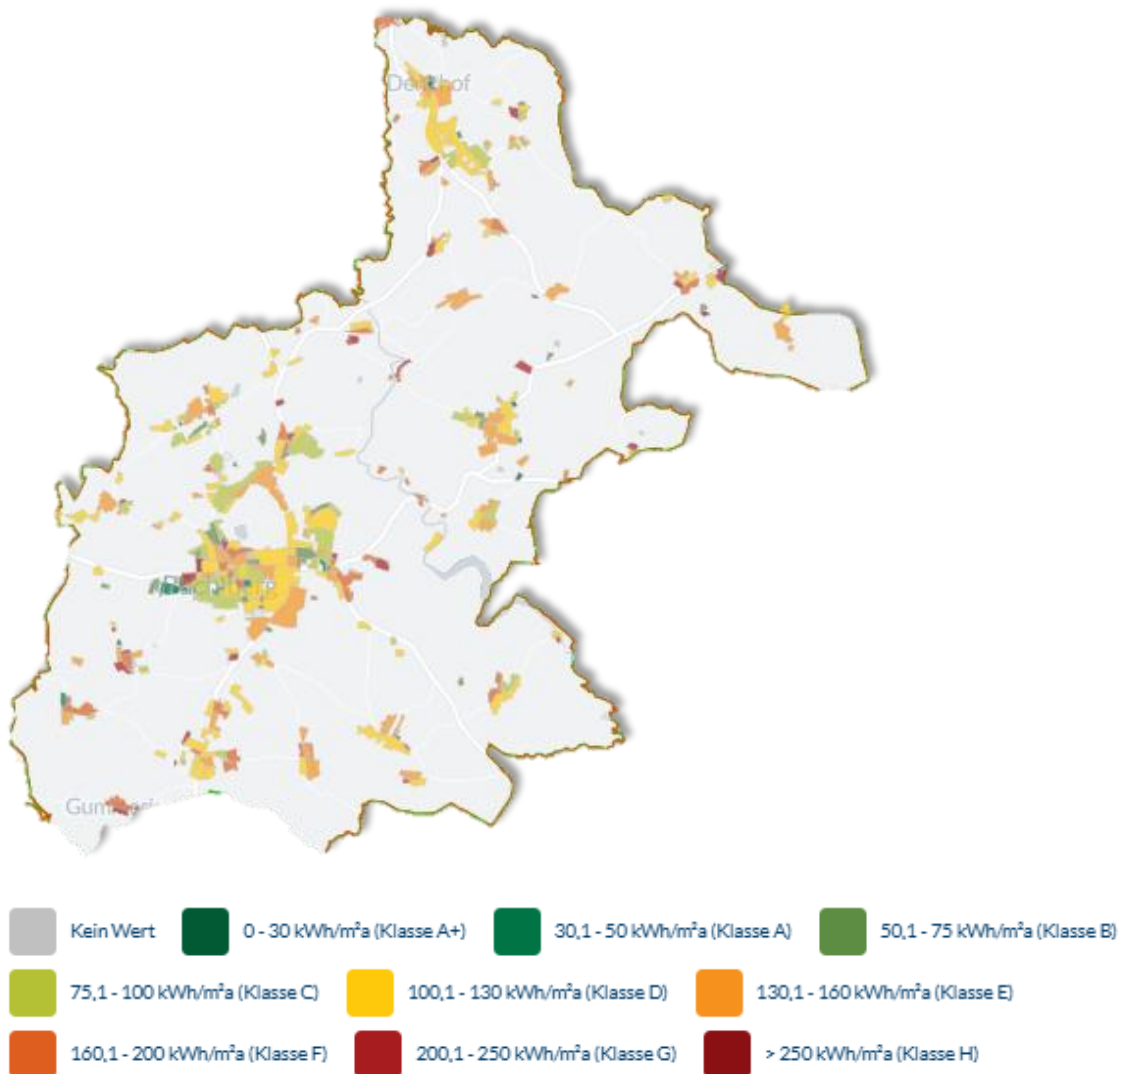 Kein Wert
0 - 30 kWh/m²a (Klasse A+)
30,1 - 50 kWh/m²a (Klasse A)
50,1 - 75 kWh/m²a (Klasse B)
75,1 - 100 kWh/m²a (Klasse C)
100,1 - 130 kWh/m²a (Klasse D)
130,1 - 160 kWh/m²a (Klasse E)
160,1 - 200 kWh/m²a (Klasse F)
200,1 - 250 kWh/m²a (Klasse G)
> 250 kWh/m²a (Klasse H)